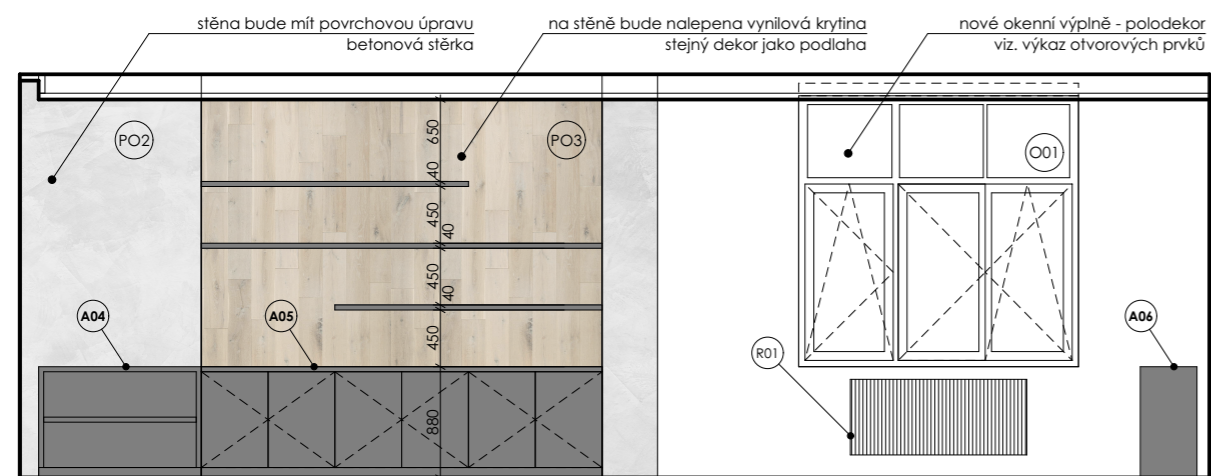 stěna bude mít povrchovou úpravu
betonová stěrka
na stěně bude nalepena vynilová krytina
stejný dekor jako podlaha
nové okenní výplně - polodekor
viz. výkaz otvorových prvků
PO2
PO3
O01
650
40
450
40
450
40
450
880
A04
A05
R01
A06